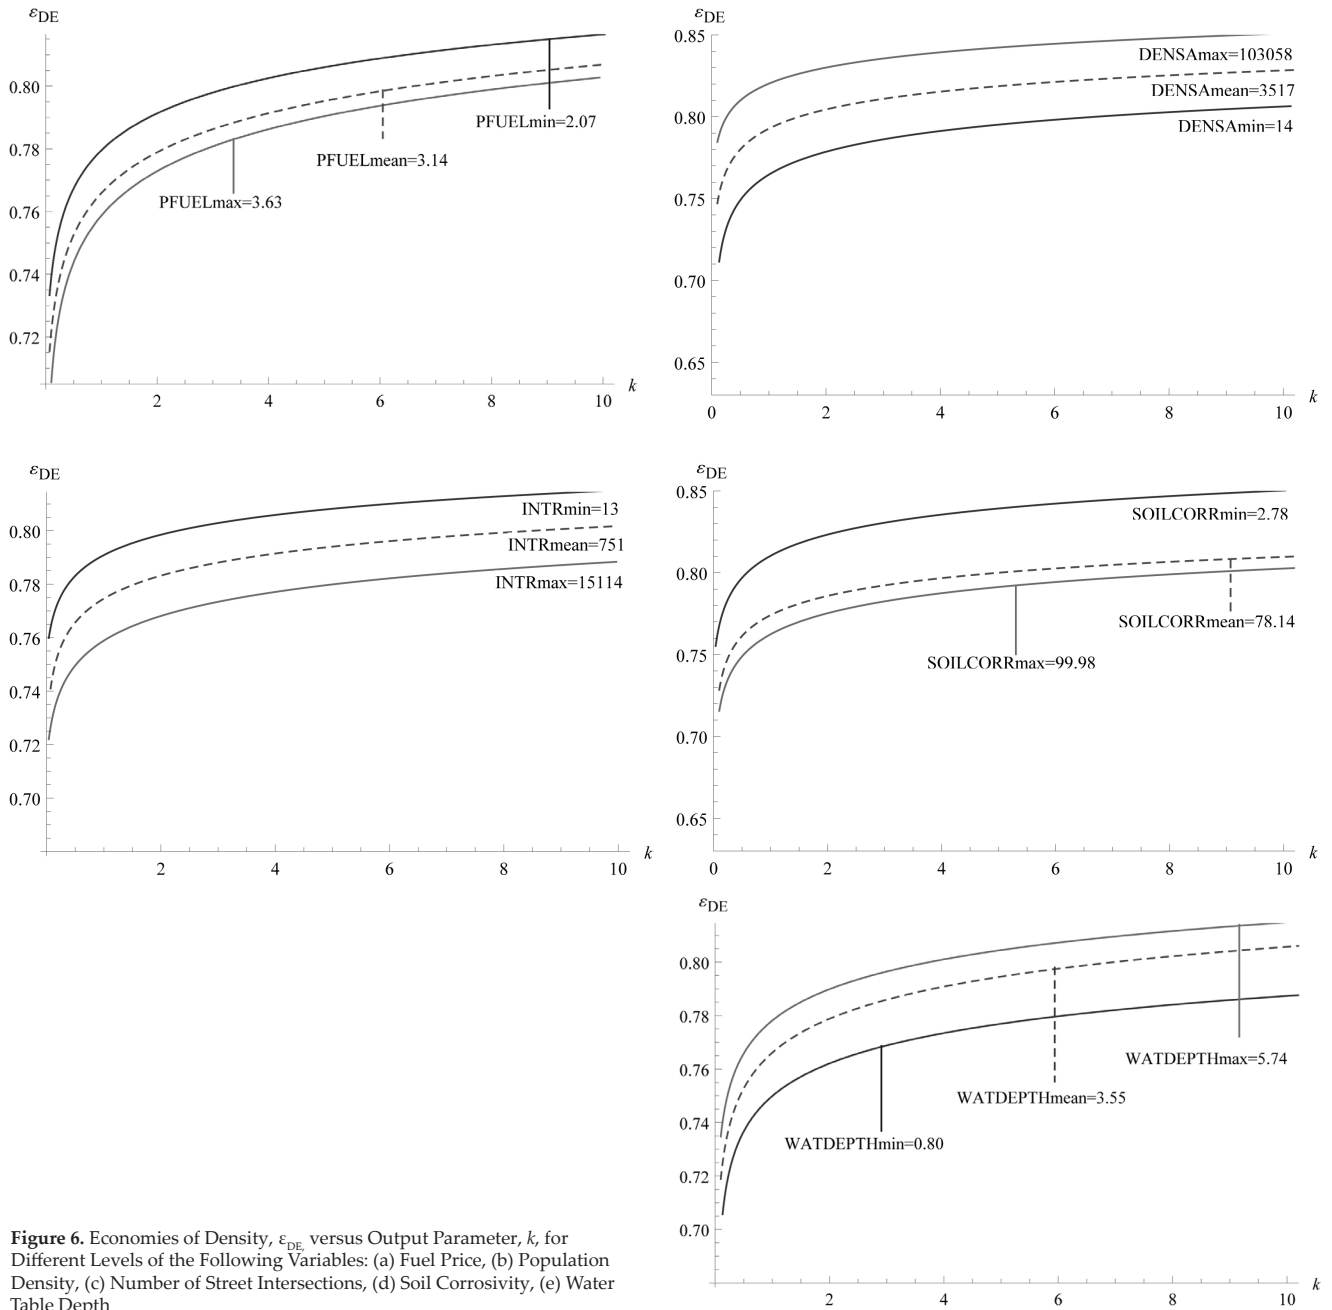 εDE
0.80
0.78
0.76
0.74
0.72
2 4 6 8 10 k
PFUELmin=2.07
PFUELmean=3.14
PFUELmax=3.63
εDE
0.85
0.80
0.75
0.70
0.65
0 2 4 6 8 10 k
DENSAmax=103058
DENSAmean=3517
DENSAmin=14
εDE
0.80
0.78
0.76
0.74
0.72
0.70
2 4 6 8 10 k
INTRmin=13
INTRmean=751
INTRmax=15114
εDE
0.85
0.80
0.75
0.70
0.65
0 2 4 6 8 10 k
SOILCORRmin=2.78
SOILCORRmean=78.14
SOILCORRmax=99.98
εDE
0.80
0.78
0.76
0.74
0.72
0.70
2 4 6 8 10 k
WATDEPTHmax=5.74
WATDEPTHmean=3.55
WATDEPTHmin=0.80
Figure 6. Economies of Density, εDE, versus Output Parameter, k, for
Different Levels of the Following Variables: (a) Fuel Price, (b) Population
Density, (c) Number of Street Intersections, (d) Soil Corrosivity, (e) Water
Table Depth